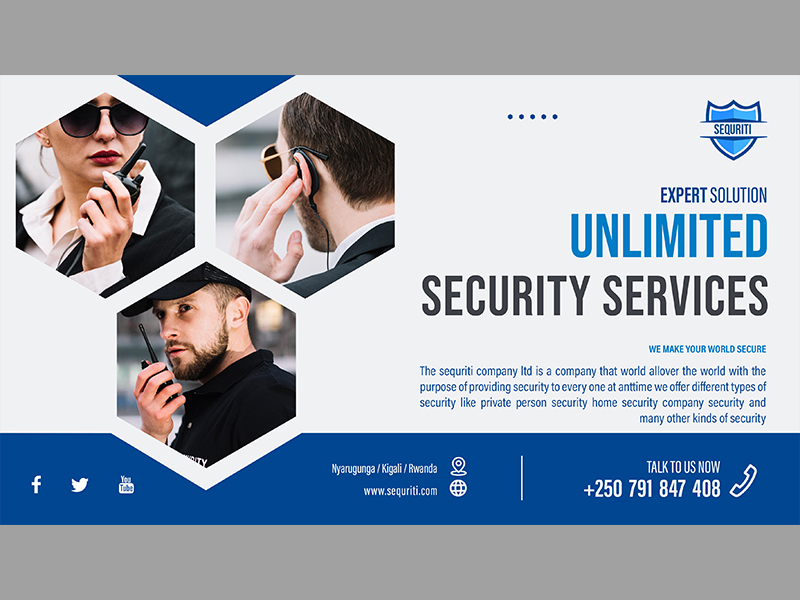 SEQURITI
EXPERT SOLUTION
UNLIMITED
SECURITY SERVICES
WE MAKE YOUR WORLD SECURE
The sequriti company ltd is a company that world allover the world with the
purpose of providing security to every one at anttime we offer different types of
security like private person security home security company security and
many other kinds of security
You
Tube
Nyarugunga / Kigali / Rwanda
www.sequriti.com
TALK TO US NOW
+250 791 847 408